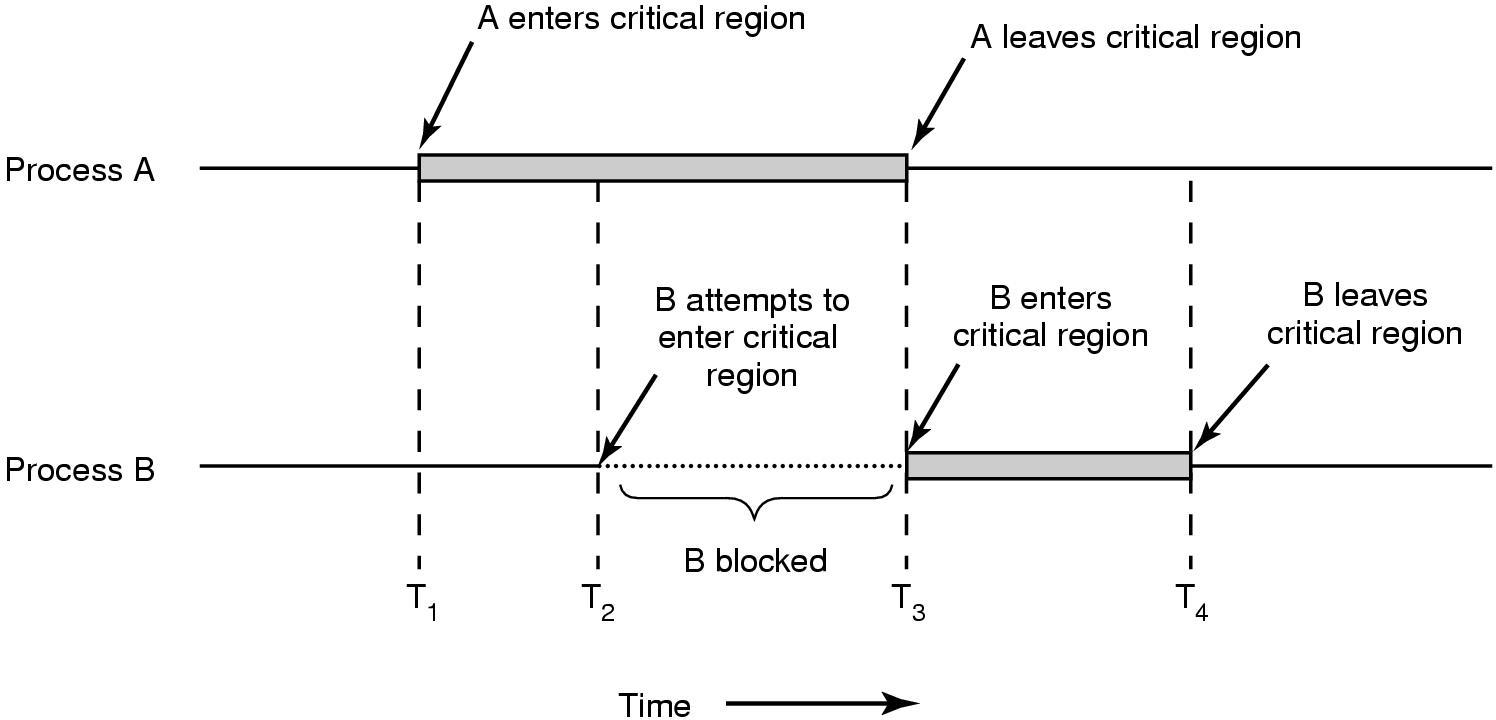 A enters critical region
A leaves critical region
Process A
B attempts to
enter critical
region
B enters
critical region
B leaves
critical region
Process B
B blocked
T1
T2
T3
T4
Time